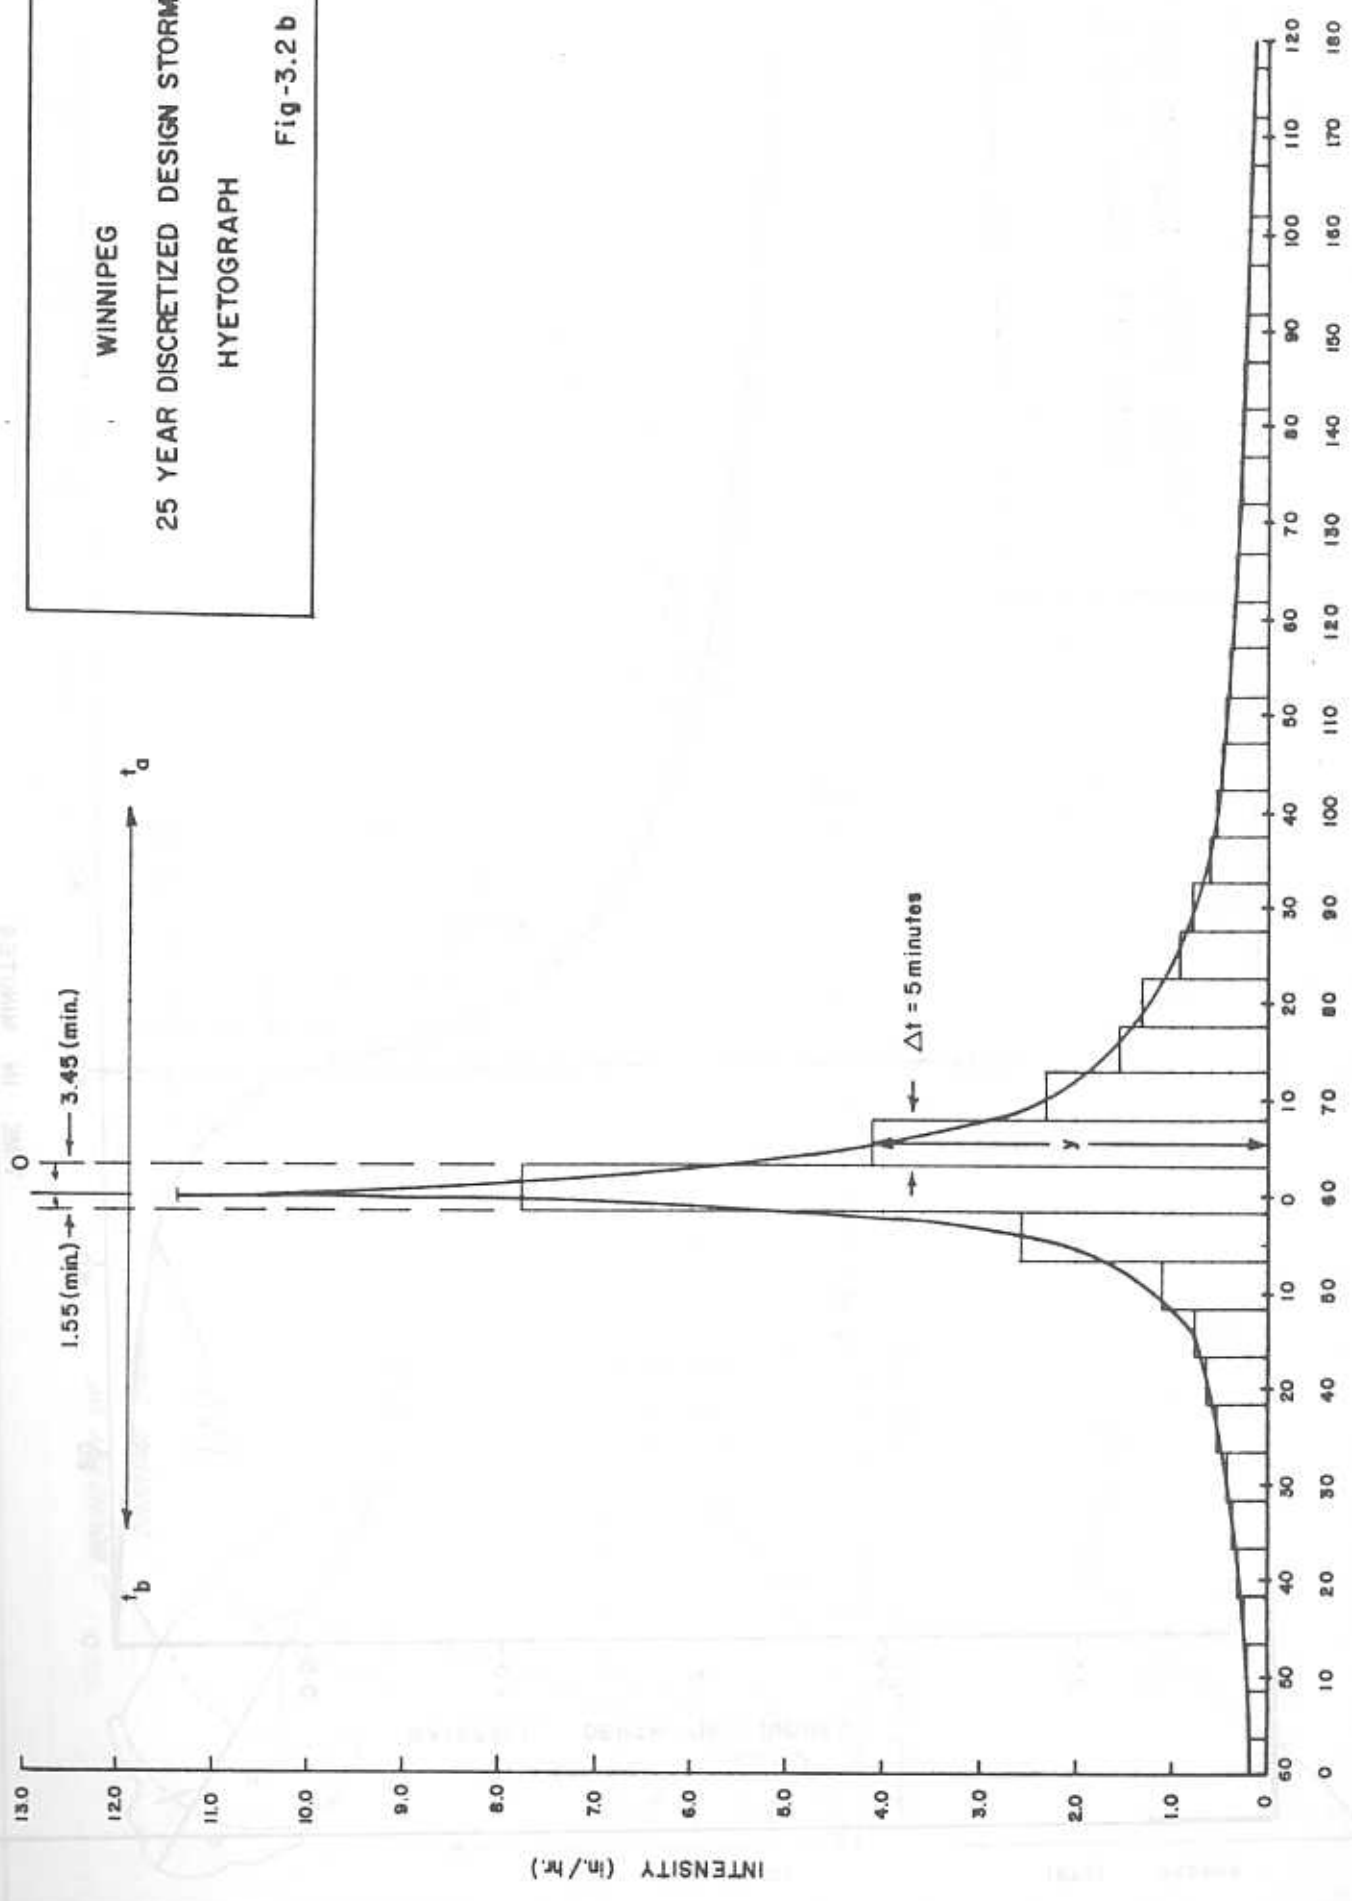 WINNIPEG
25 YEAR DISCRETIZED DESIGN STORM
HYETOGRAPH
Fig-3.2 b
0
1.55 (min.) 3.45 (min.)
t_b t_a
Δt = 5 minutes
y
INTENSITY (in./hr.)
13.0
12.0
11.0
10.0
9.0
8.0
7.0
6.0
5.0
4.0
3.0
2.0
1.0
0
60 50 40 30 20 10 0 10 20 30 40 50 60 70 80 90 100 110 120
0 10 20 30 40 50 60 70 80 90 100 110 120 130 140 150 160 170 180